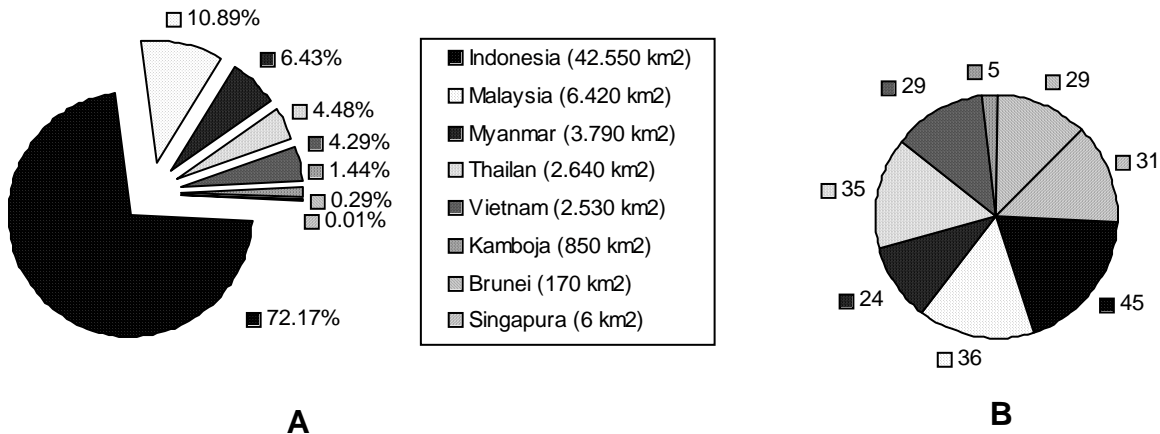 10.89%
6.43%
4.48%
4.29%
1.44%
0.29%
0.01%
72.17%
A
Indonesia (42.550 km2)
Malaysia (6.420 km2)
Myanmar (3.790 km2)
Thailan (2.640 km2)
Vietnam (2.530 km2)
Kamboja (850 km2)
Brunei (170 km2)
Singapura (6 km2)
5
29
31
45
36
24
35
29
B